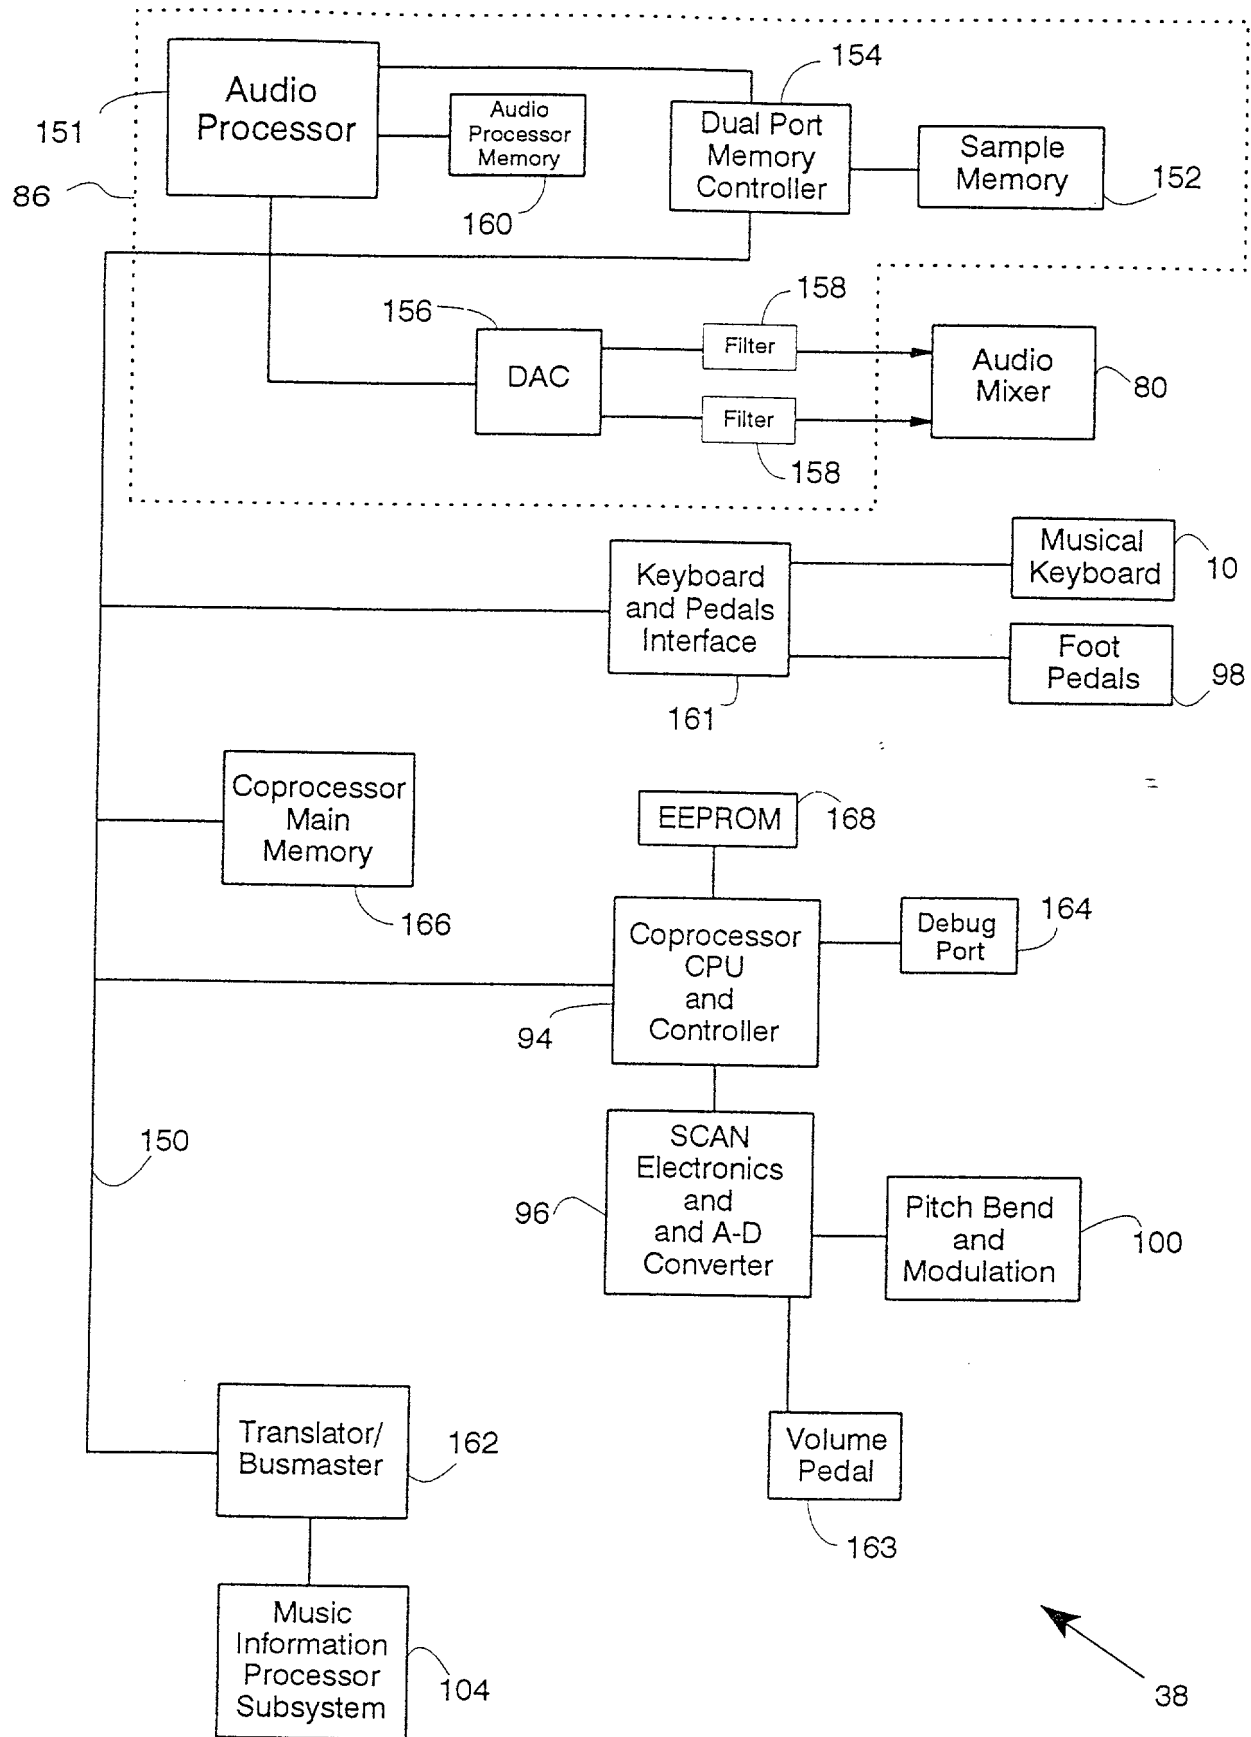 Audio
Processor
151
86
Audio
Processor
Memory
160
154
Dual Port
Memory
Controller
Sample
Memory
152
156
DAC
158
Filter
Filter
158
Audio
Mixer
80
Keyboard
and Pedals
Interface
161
Musical
Keyboard
10
Foot
Pedals
98
Coprocessor
Main
Memory
166
EEPROM
168
Coprocessor
CPU
and
Controller
94
Debug
Port
164
150
SCAN
Electronics
and
and A-D
Converter
96
Pitch Bend
and
Modulation
100
Volume
Pedal
163
Translator/
Busmaster
162
Music
Information
Processor
Subsystem
104
38